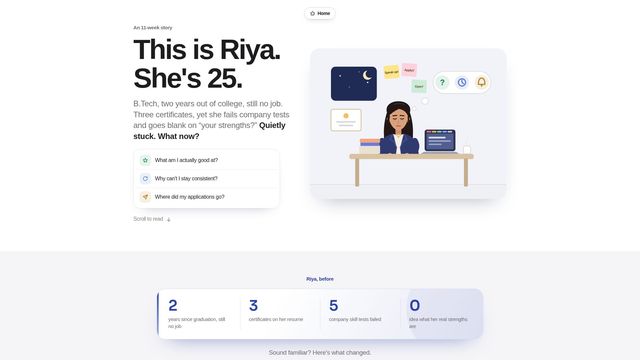 Home
An 11-week story
This is Riya.
She's 25.
B.Tech, two years out of college, still no job.
Three certificates, yet she fails company tests
and goes blank on "your strengths?" Quietly
stuck. What now?
What am I actually good at?
Why can't I stay consistent?
Where did my applications go?
Scroll to read
?
Riya, before
2
years since graduation, still
no job
3
certificates on her resume
5
company skill tests failed
0
idea what her real strengths
are
Sound familiar? Here's what changed.